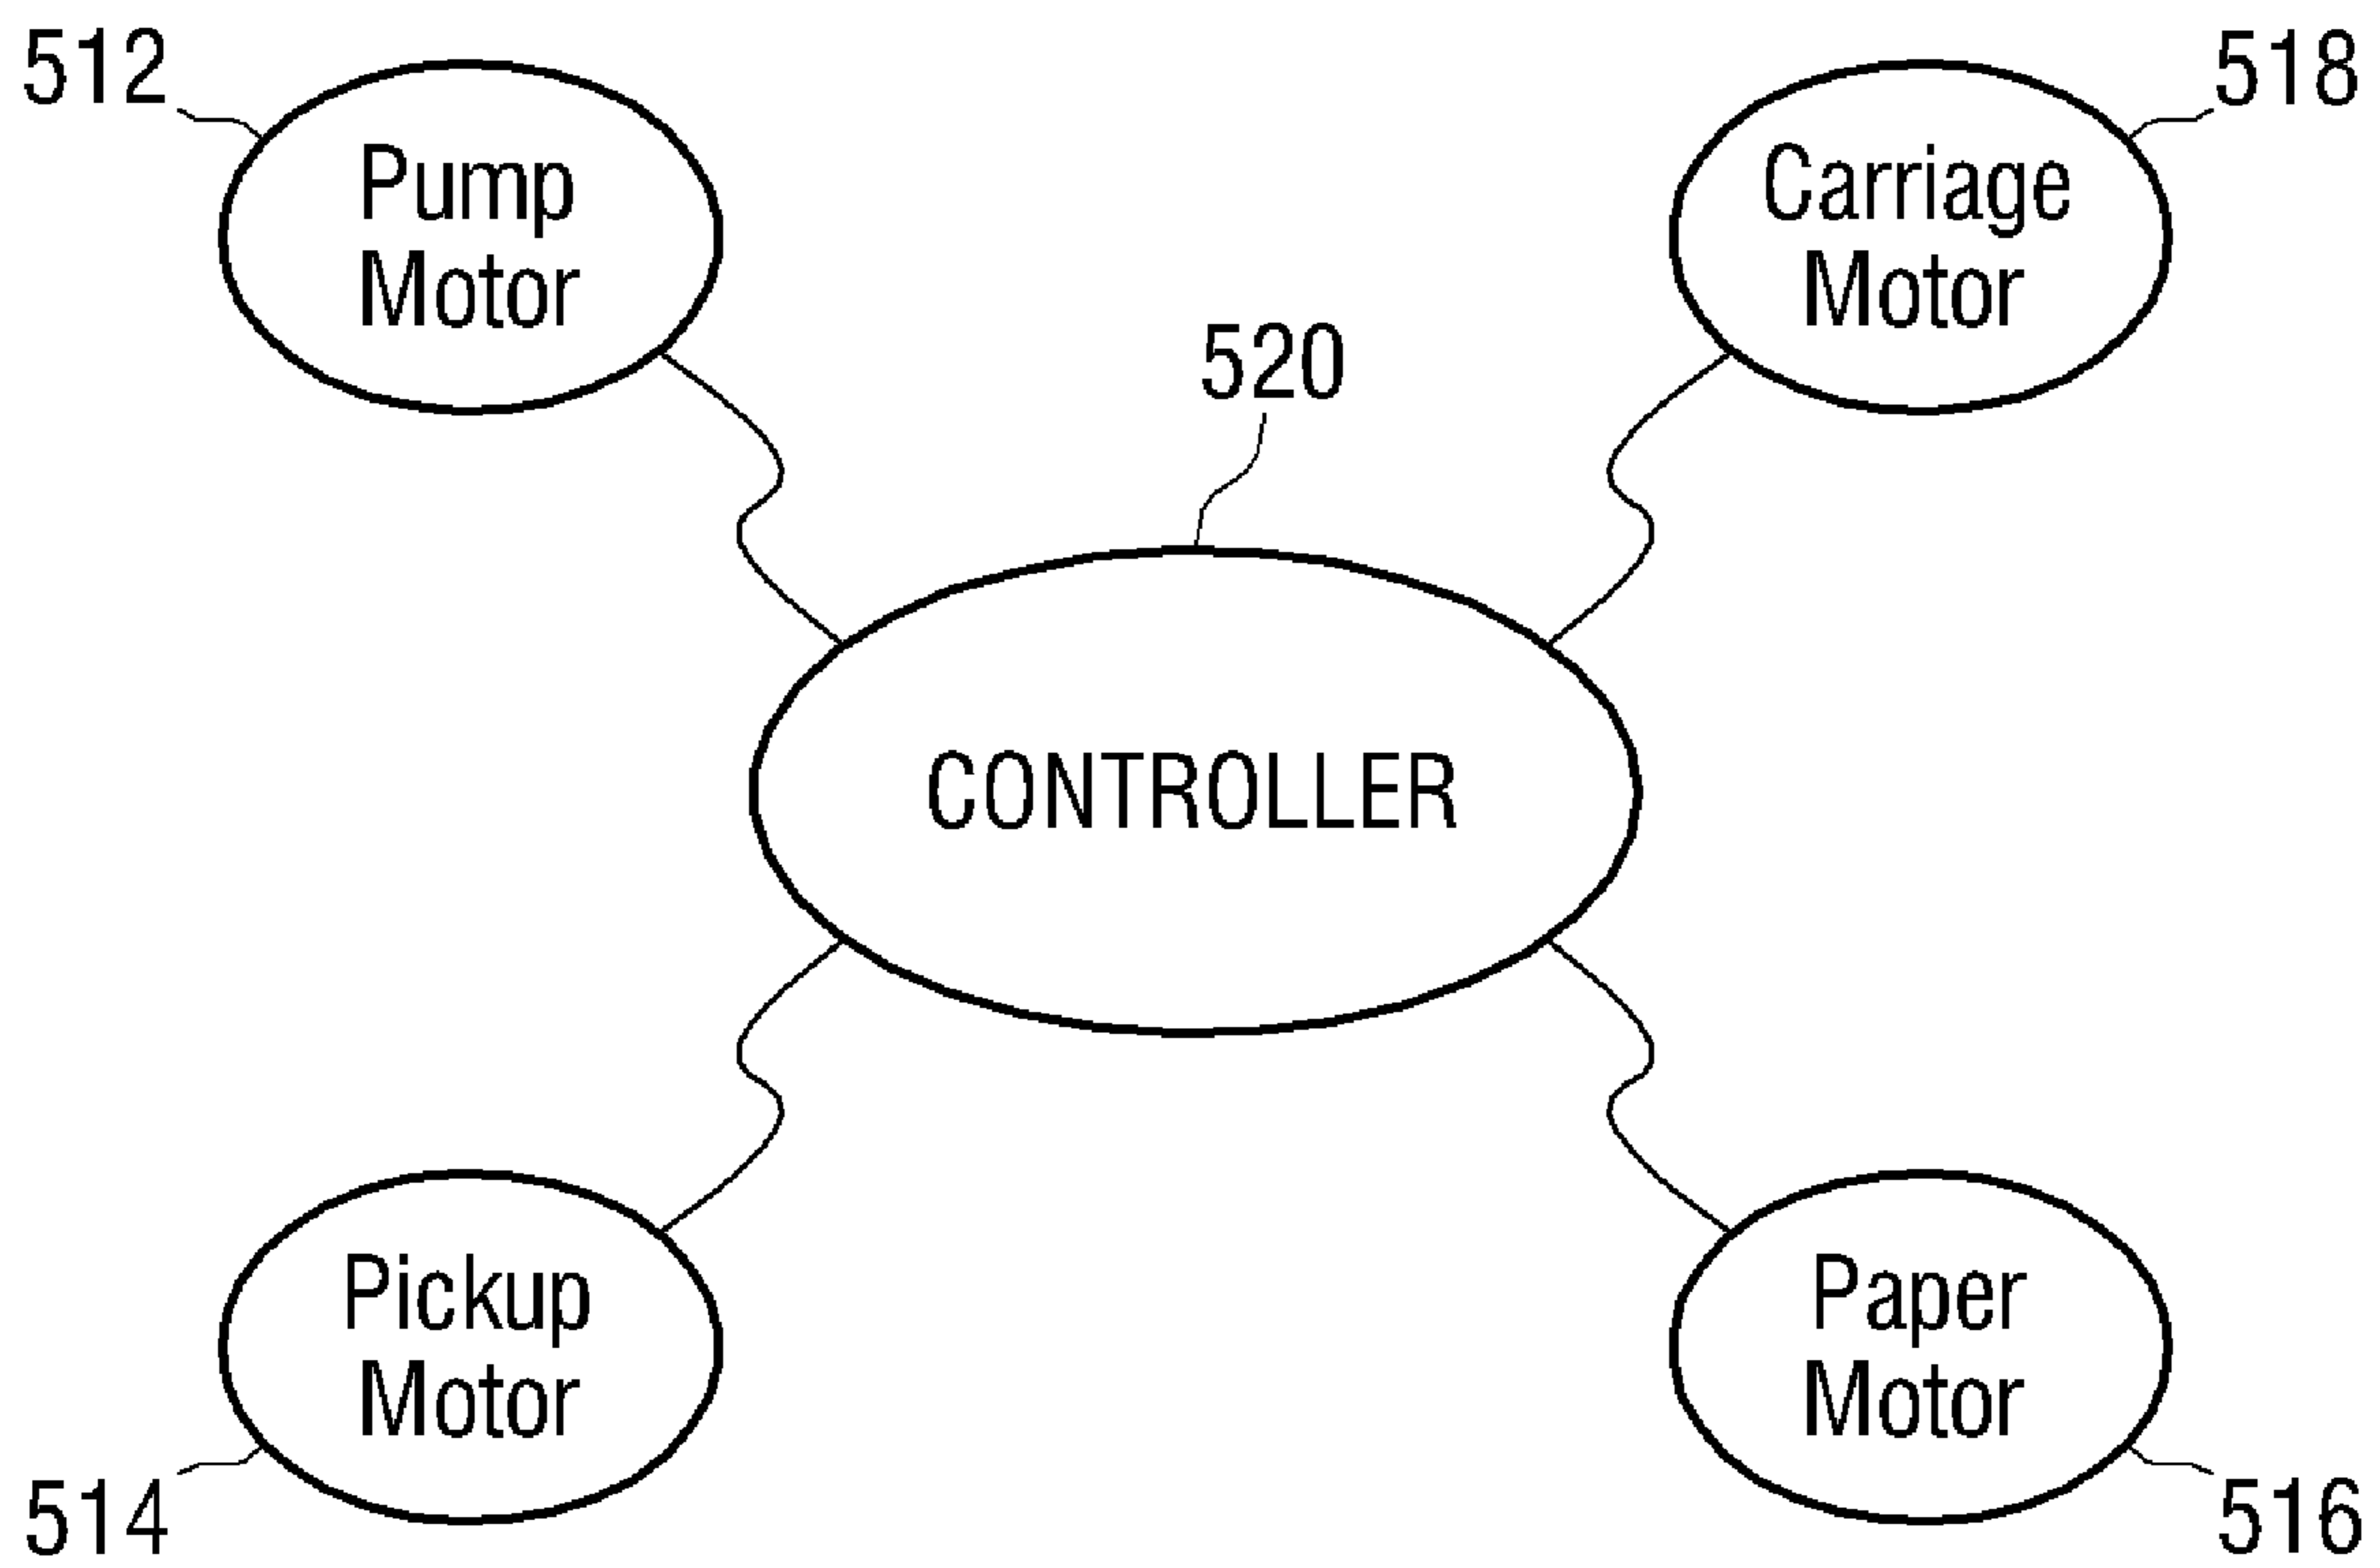 512
Pump
Motor
518
Carriage
Motor
520
CONTROLLER
Pickup
Motor
514
Paper
Motor
516